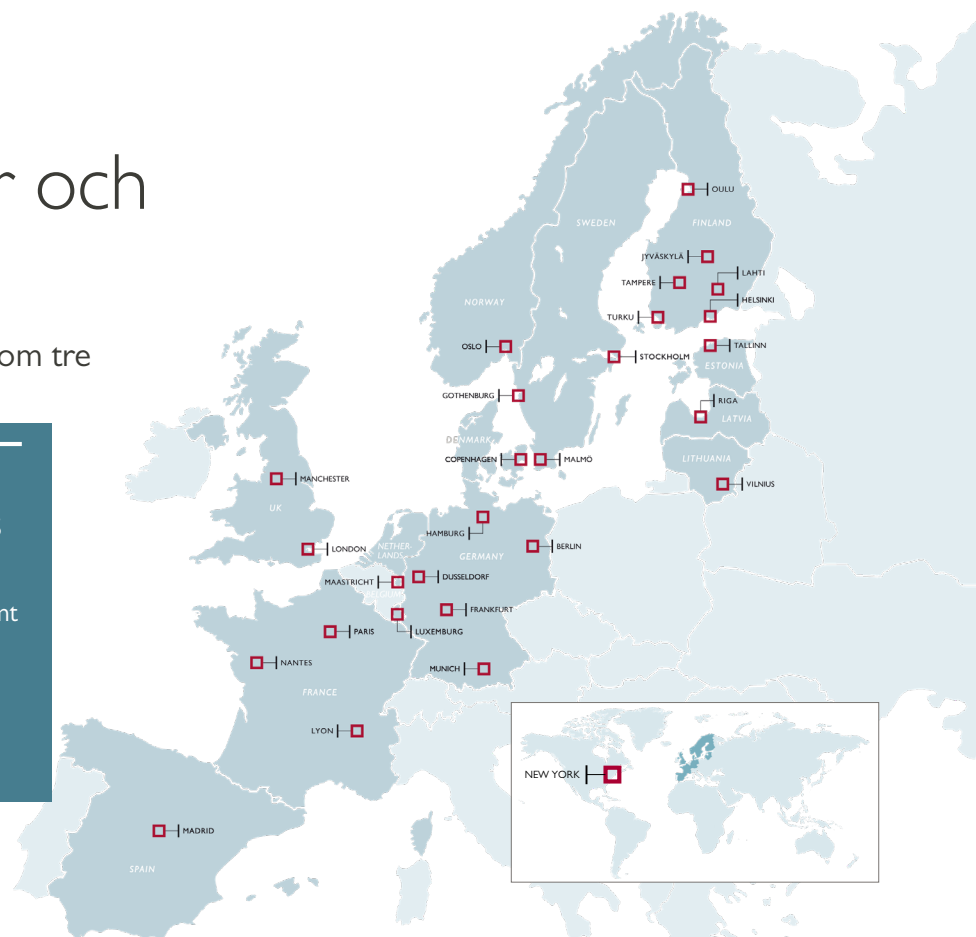 r och
om tre
nt
OULU
SWEDEN
FINLAND
JYVÄSKYLÄ
LAHTI
TAMPERE
HELSINKI
NORWAY
TURKU
OSLO
TALLINN
STOCKHOLM
ESTONIA
GOTHENBURG
RIGA
LATVIA
DENMARK
COPENHAGEN
MALMÖ
LITHUANIA
MANCHESTER
VILNIUS
UK
HAMBURG
LONDON
NETHER-
LANDS
BERLIN
GERMANY
MAASTRICHT
DUSSELDORF
BELGIUM
FRANKFURT
PARIS
LUXEMBURG
NANTES
MUNICH
FRANCE
LYON
NEW YORK
MADRID
SPAIN